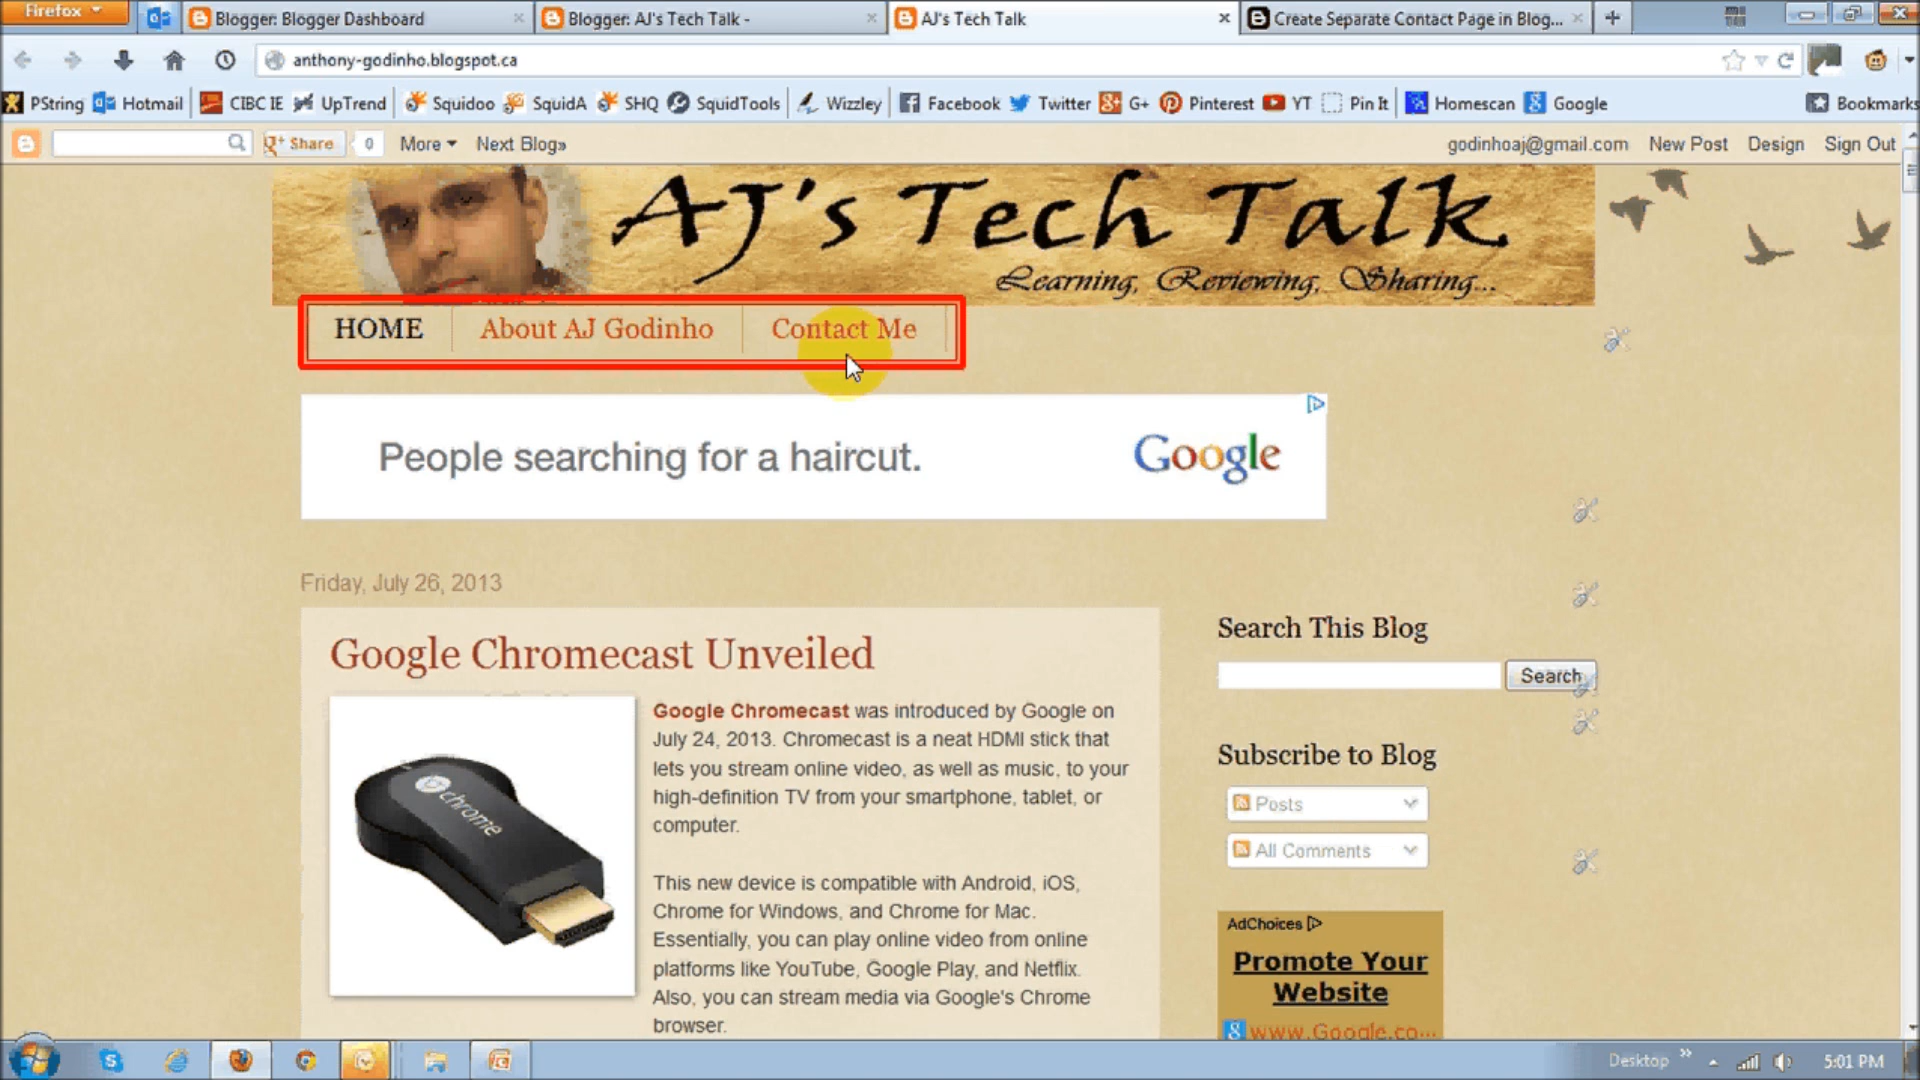 Firefox
Blogger: Blogger Dashboard
Blogger: AJ's Tech Talk -
AJ's Tech Talk
Create Separate Contact Page in Blog...
anthony-godinho.blogspot.ca
PString
Hotmail
CIBC IE
UpTrend
Squidoo
SquidA
SHQ
SquidTools
Wizzley
Facebook
Twitter
G+
Pinterest
YT
Pin It
Homescan
Google
Bookmarks
Share
0
More
Next Blog»
godinhoaj@gmail.com
New Post
Design
Sign Out
AJ's Tech Talk
Learning, Reviewing, Sharing...
HOME
About AJ Godinho
Contact Me
People searching for a haircut.
Google
Friday, July 26, 2013
Google Chromecast Unveiled
chrome
Google Chromecast was introduced by Google on
July 24, 2013. Chromecast is a neat HDMI stick that
lets you stream online video, as well as music, to your
high-definition TV from your smartphone, tablet, or
computer.
This new device is compatible with Android, iOS,
Chrome for Windows, and Chrome for Mac.
Essentially, you can play online video from online
platforms like YouTube, Google Play, and Netflix.
Also, you can stream media via Google's Chrome
browser.
Search This Blog
Search
Subscribe to Blog
Posts
All Comments
AdChoices
Promote Your
Website
www.Google.co...
Desktop
5:01 PM